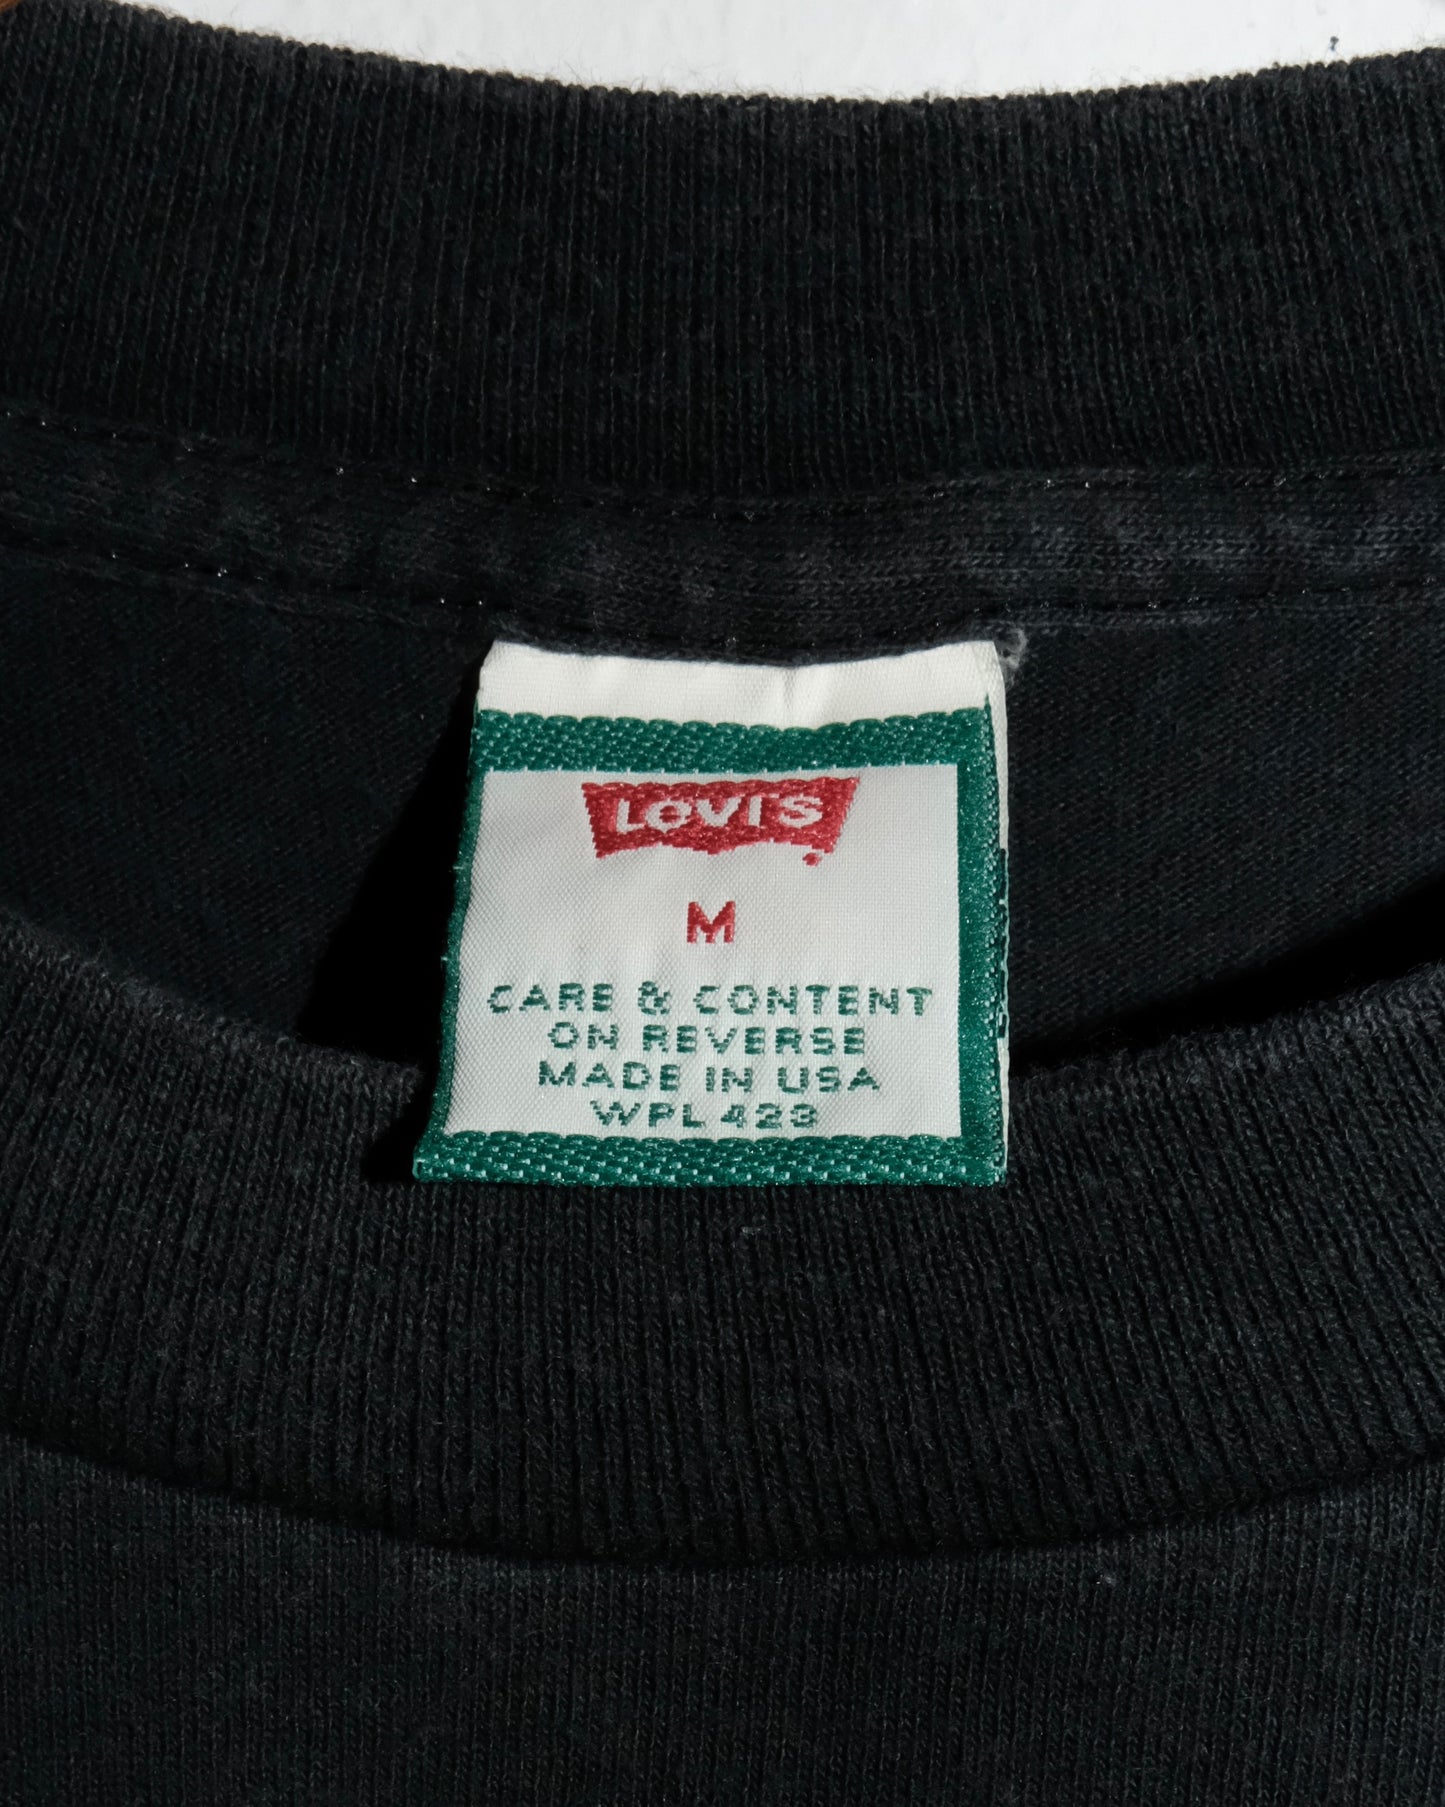 Levi's
M
CARE & CONTENT
ON REVERSE
MADE IN USA
WPL 423